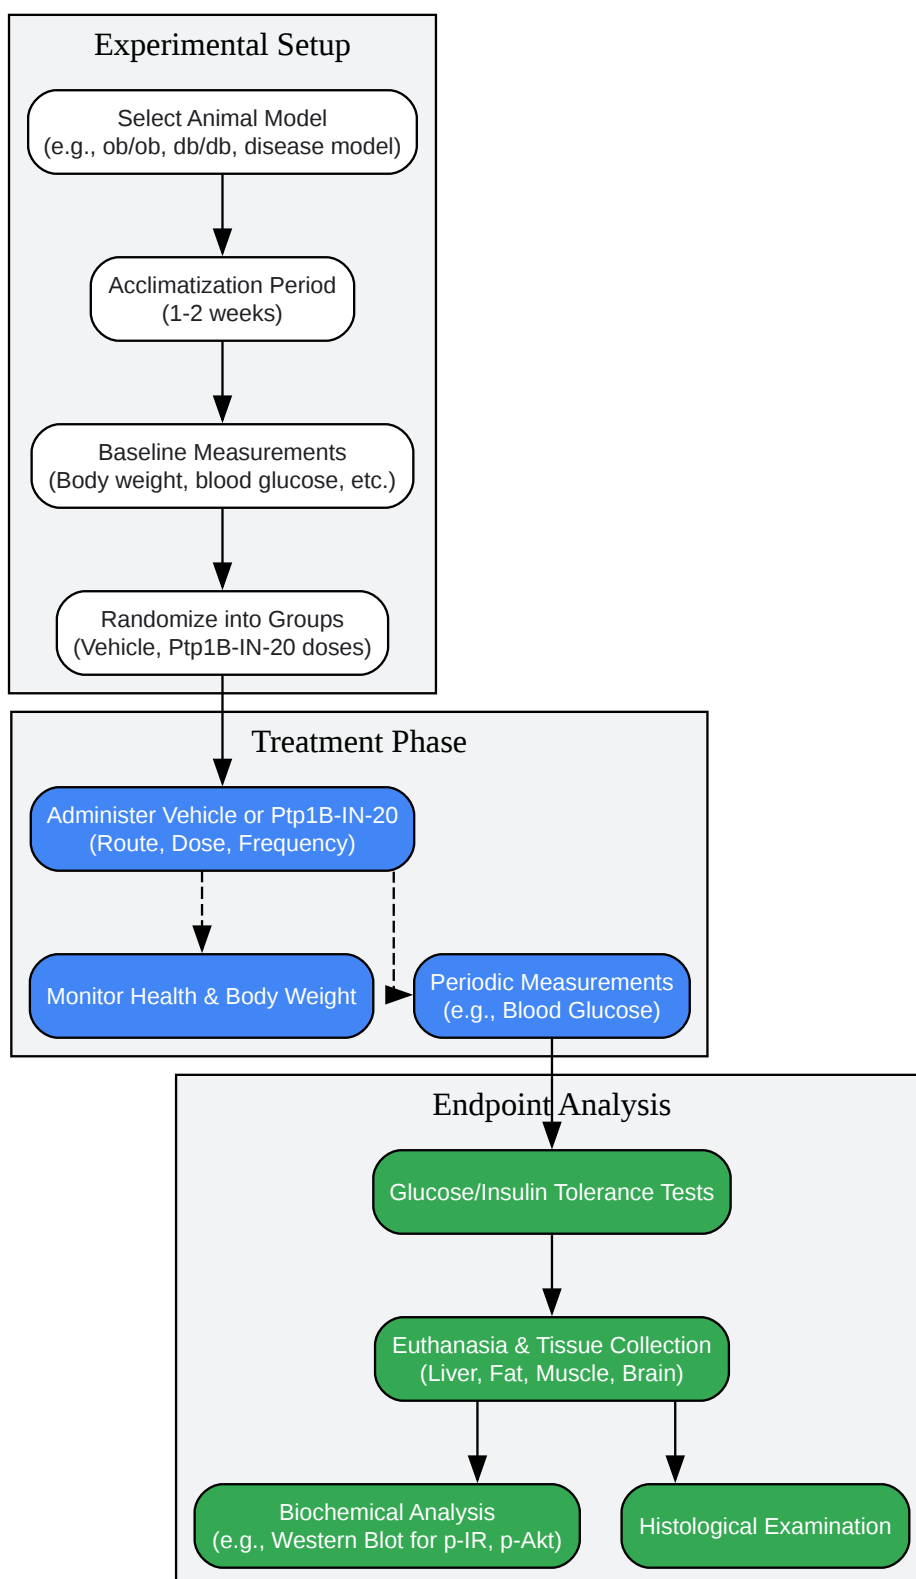 Experimental Setup
Select Animal Model
(e.g., ob/ob, db/db, disease model)
Acclimatization Period
(1-2 weeks)
Baseline Measurements
(Body weight, blood glucose, etc.)
Randomize into Groups
(Vehicle, Ptp1B-IN-20 doses)
Treatment Phase
Administer Vehicle or Ptp1B-IN-20
(Route, Dose, Frequency)
Monitor Health & Body Weight
Periodic Measurements
(e.g., Blood Glucose)
Endpoint Analysis
Glucose/Insulin Tolerance Tests
Euthanasia & Tissue Collection
(Liver, Fat, Muscle, Brain)
Biochemical Analysis
(e.g., Western Blot for p-IR, p-Akt)
Histological Examination